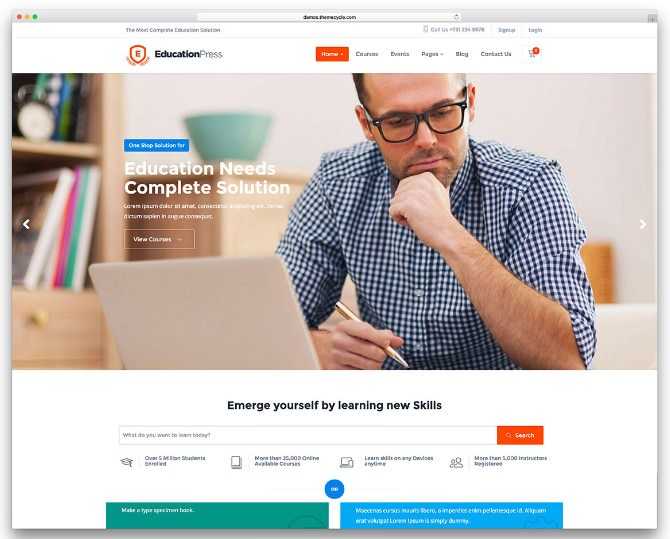 demos.themecycle.com
The Most Complete Education Solution
Call Us +751 234 5678
Signup
Login
EducationPress
Home
Courses
Events
Pages
Blog
Contact Us
One Stop Solution for
Education Needs
Complete Solution
Lorem ipsum dolor sit amet, consectetur adipiscing elit. Donec
dictum sapien in augue consequat.
View Courses
Emerge yourself by learning new Skills
What do you want to learn today?
Search
Over 5 Million Students
Enrolled
More than 25,000 Online
Available Courses
Learn skills on any Devices
anytime
More than 5,000 Instructors
Registered
OR
Make a type specimen book.
Maecenas cursus mauris libero, a imperdiet enim pellentesque id. Aliquam
erat volutpat Lorem Ipsum is simply dummy.